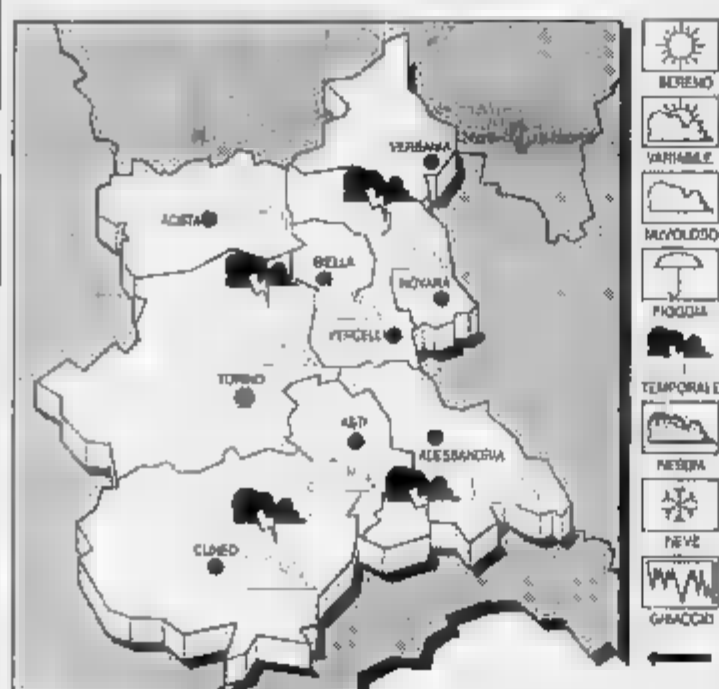 VERBANIA
AOSTA
BIELLA
NOVARA
VERCELLI
TORINO
ASTI
ALESSANDRIA
CUNEO
SERENO
VARIABILE
NUVOLOSO
PIOGGIA
TEMPORALE
NEBBIA
NEVE
GHIACCIO